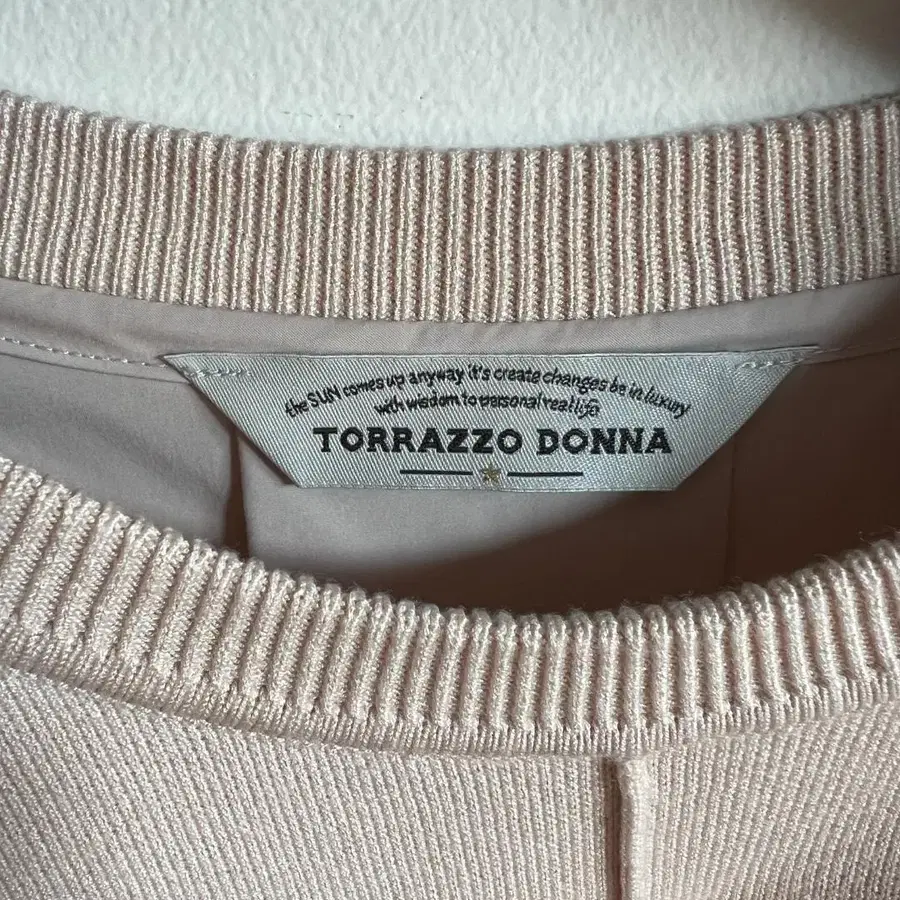 the SUN comes up anyway it's create changes be in luxury
with wisdom to personal real life
TORRAZZO DONNA